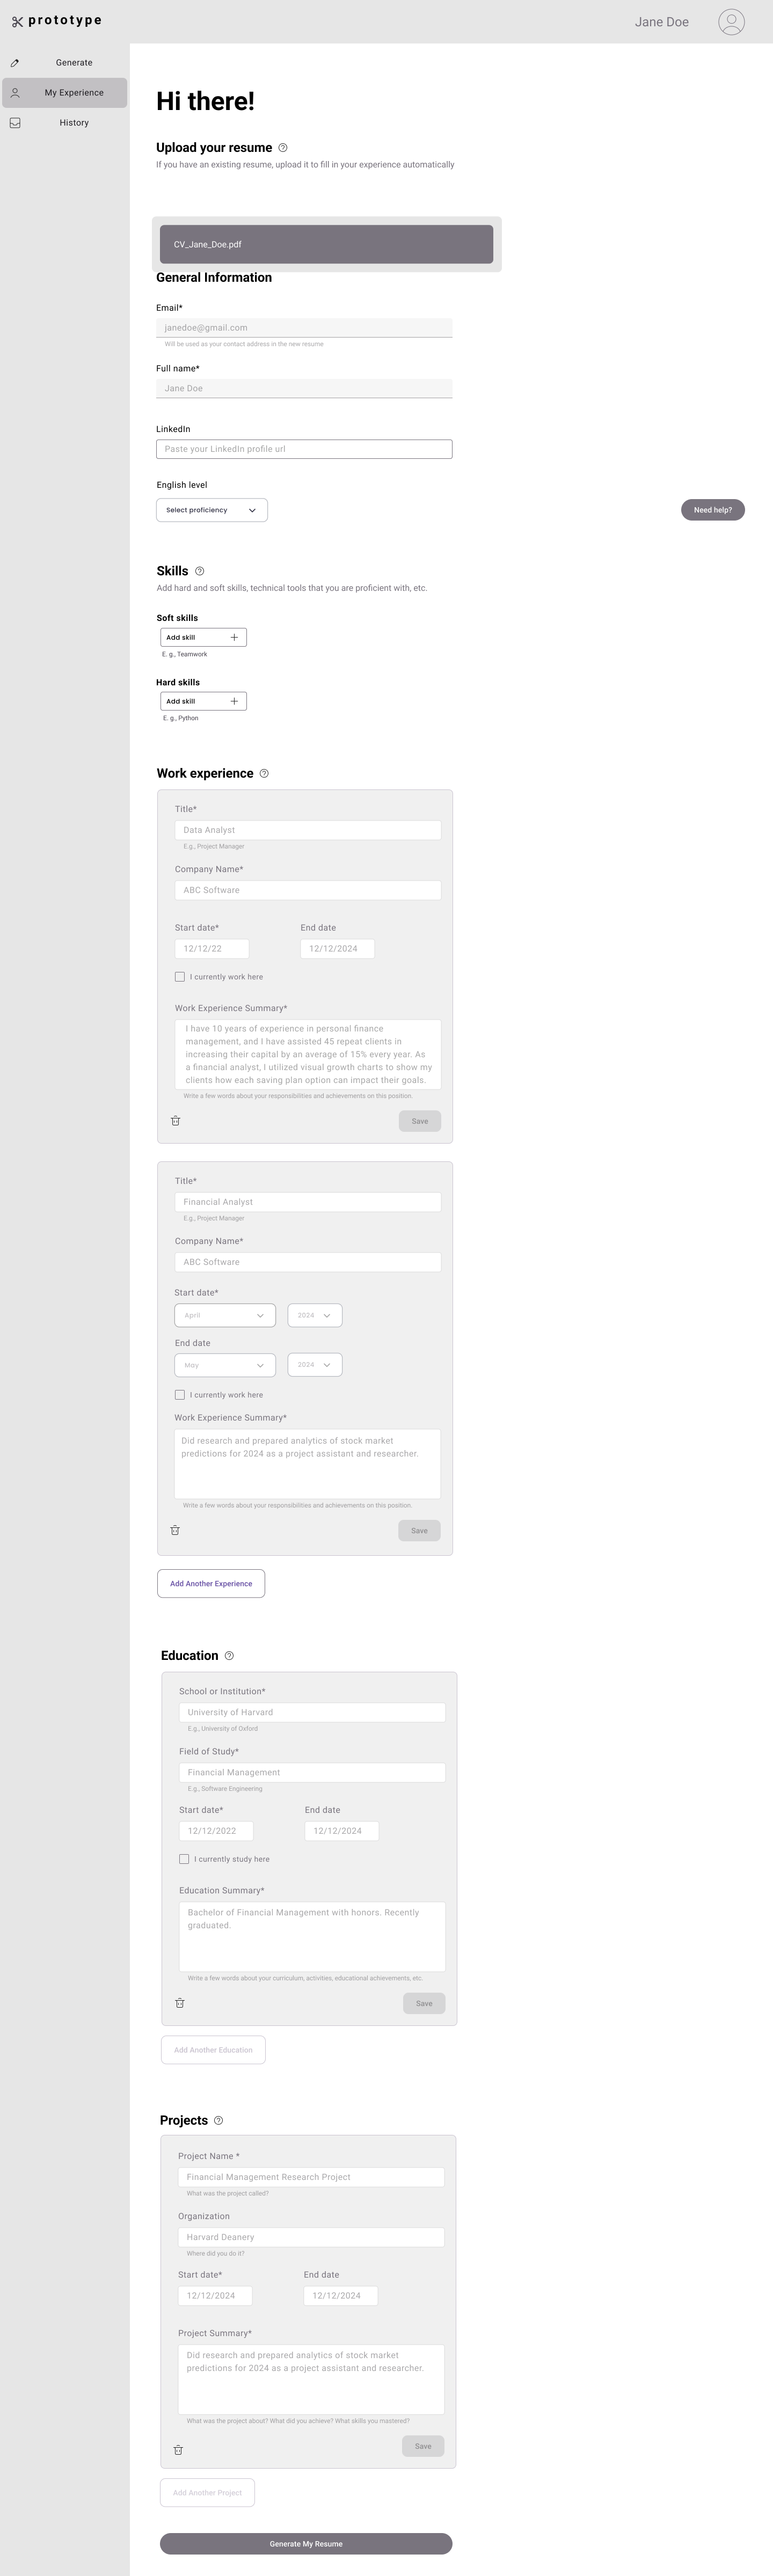 prototype
Jane Doe
Generate
My Experience
History
Hi there!
Upload your resume
If you have an existing resume, upload it to fill in your experience automatically
CV_Jane_Doe.pdf
General Information
Email*
janedoe@gmail.com
Will be used as your contact address in the new resume
Full name*
Jane Doe
LinkedIn
Paste your LinkedIn profile url
English level
Select proficiency
Need help?
Skills
Add hard and soft skills, technical tools that you are proficient with, etc.
Soft skills
Add skill
E. g., Teamwork
Hard skills
Add skill
E. g., Python
Work experience
Title*
Data Analyst
E.g., Project Manager
Company Name*
ABC Software
Start date* End date
12/12/22 12/12/2024
I currently work here
Work Experience Summary*
I have 10 years of experience in personal finance
management, and I have assisted 45 repeat clients in
increasing their capital by an average of 15% every year. As
a financial analyst, I utilized visual growth charts to show my
clients how each saving plan option can impact their goals.
Write a few words about your responsibilities and achievements on this position.
Save
Title*
Financial Analyst
E.g., Project Manager
Company Name*
ABC Software
Start date*
April 2024
End date
May 2024
I currently work here
Work Experience Summary*
Did research and prepared analytics of stock market
predictions for 2024 as a project assistant and researcher.
Write a few words about your responsibilities and achievements on this position.
Save
Add Another Experience
Education
School or Institution*
University of Harvard
E.g., University of Oxford
Field of Study*
Financial Management
E.g., Software Engineering
Start date* End date
12/12/2022 12/12/2024
I currently study here
Education Summary*
Bachelor of Financial Management with honors. Recently
graduated.
Write a few words about your curriculum, activities, educational achievements, etc.
Save
Add Another Education
Projects
Project Name *
Financial Management Research Project
What was the project called?
Organization
Harvard Deanery
Where did you do it?
Start date* End date
12/12/2024 12/12/2024
Project Summary*
Did research and prepared analytics of stock market
predictions for 2024 as a project assistant and researcher.
What was the project about? What did you achieve? What skills you mastered?
Save
Add Another Project
Generate My Resume